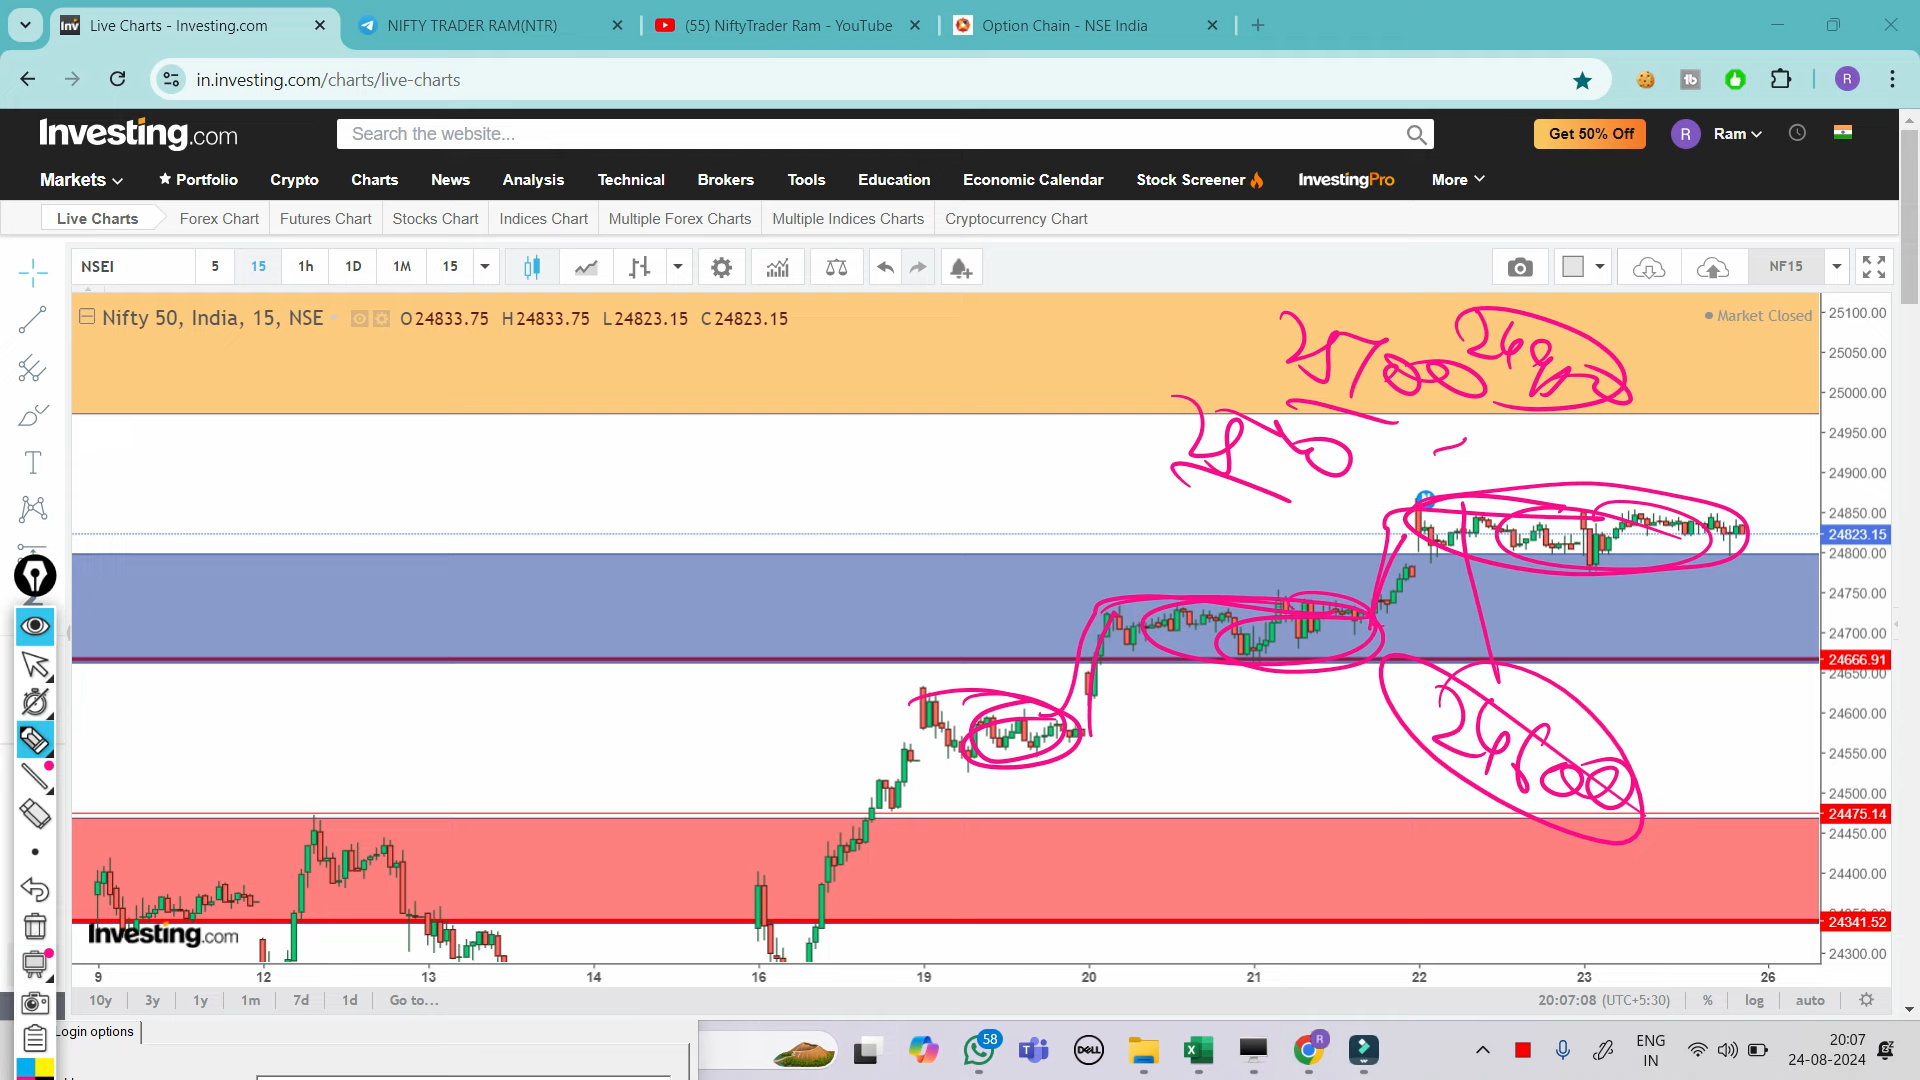 Live Charts - Investing.com
NIFTY TRADER RAM(NTR)
(55) NiftyTrader Ram - YouTube
Option Chain - NSE India
in.investing.com/charts/live-charts
R
Investing.com
Search the website...
Get 50% Off
R
Ram
Markets
Portfolio
Crypto
Charts
News
Analysis
Technical
Brokers
Tools
Education
Economic Calendar
Stock Screener
InvestingPro
More
Live Charts
Forex Chart
Futures Chart
Stocks Chart
Indices Chart
Multiple Forex Charts
Multiple Indices Charts
Cryptocurrency Chart
NSEI
5
15
1h
1D
1M
15
NF15
Nifty 50, India, 15, NSE
O 24833.75 H 24833.75 L 24823.15 C 24823.15
Market Closed
25100.00
25050.00
25000.00
24950.00
24900.00
24850.00
24823.15
24800.00
24750.00
24700.00
24666.91
24650.00
24600.00
24550.00
24500.00
24475.14
24450.00
24400.00
24341.52
24300.00
Investing.com
9 12 13 14 16 19 20 21 22 23 26
10y 3y 1y 1m 7d 1d Go to...
20:07:08 (UTC+5:30) % log auto
Login options
58
DELL
R
ENG
IN
20:07
24-08-2024